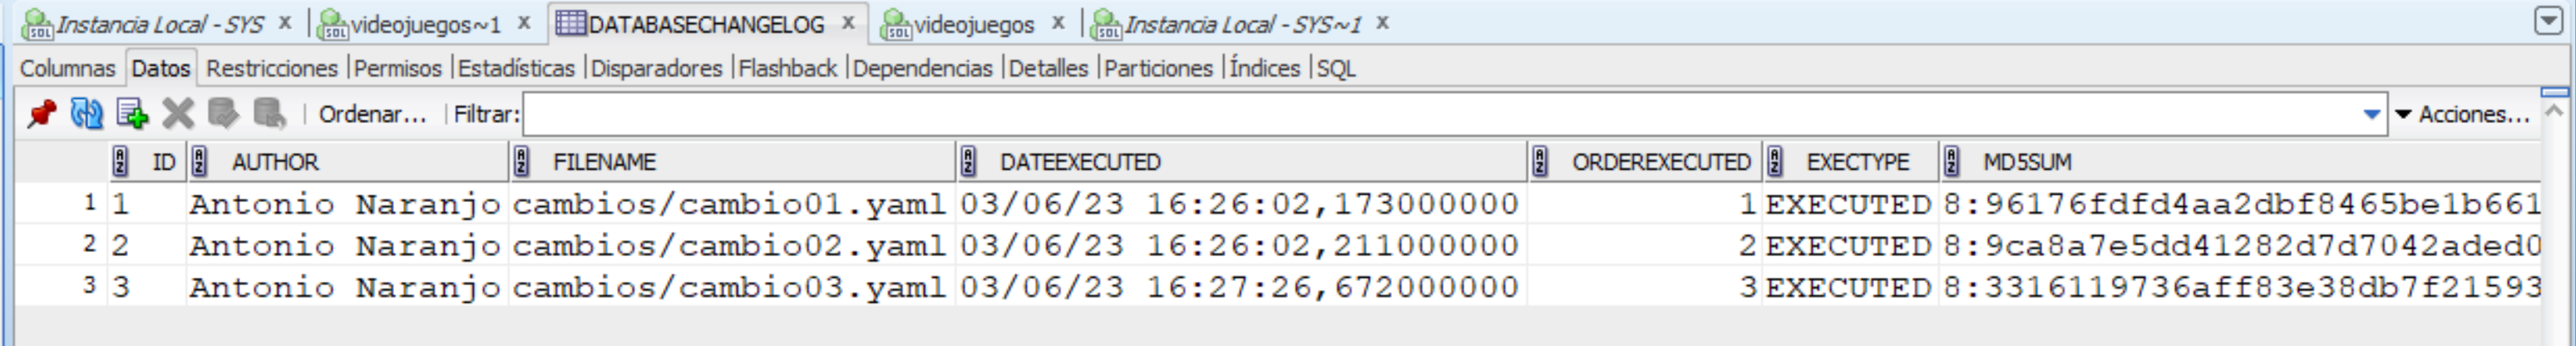 Instancia Local - SYS x videojuegos~1 x DATABASECHANGELOG x videojuegos x Instancia Local - SYS~1 x
Columnas Datos Restricciones |Permisos |Estadísticas |Disparadores |Flashback |Dependencias |Detalles |Particiones |Índices |SQL
Ordenar... Filtrar: Acciones...
ID AUTHOR FILENAME DATEEXECUTED ORDEREXECUTED EXECTYPE MD5SUM
1 1 Antonio Naranjo cambios/cambio01.yaml 03/06/23 16:26:02,173000000 1 EXECUTED 8:96176fdfd4aa2dbf8465be1b661
2 2 Antonio Naranjo cambios/cambio02.yaml 03/06/23 16:26:02,211000000 2 EXECUTED 8:9ca8a7e5dd41282d7d7042aded0
3 3 Antonio Naranjo cambios/cambio03.yaml 03/06/23 16:27:26,672000000 3 EXECUTED 8:3316119736aff83e38db7f21593